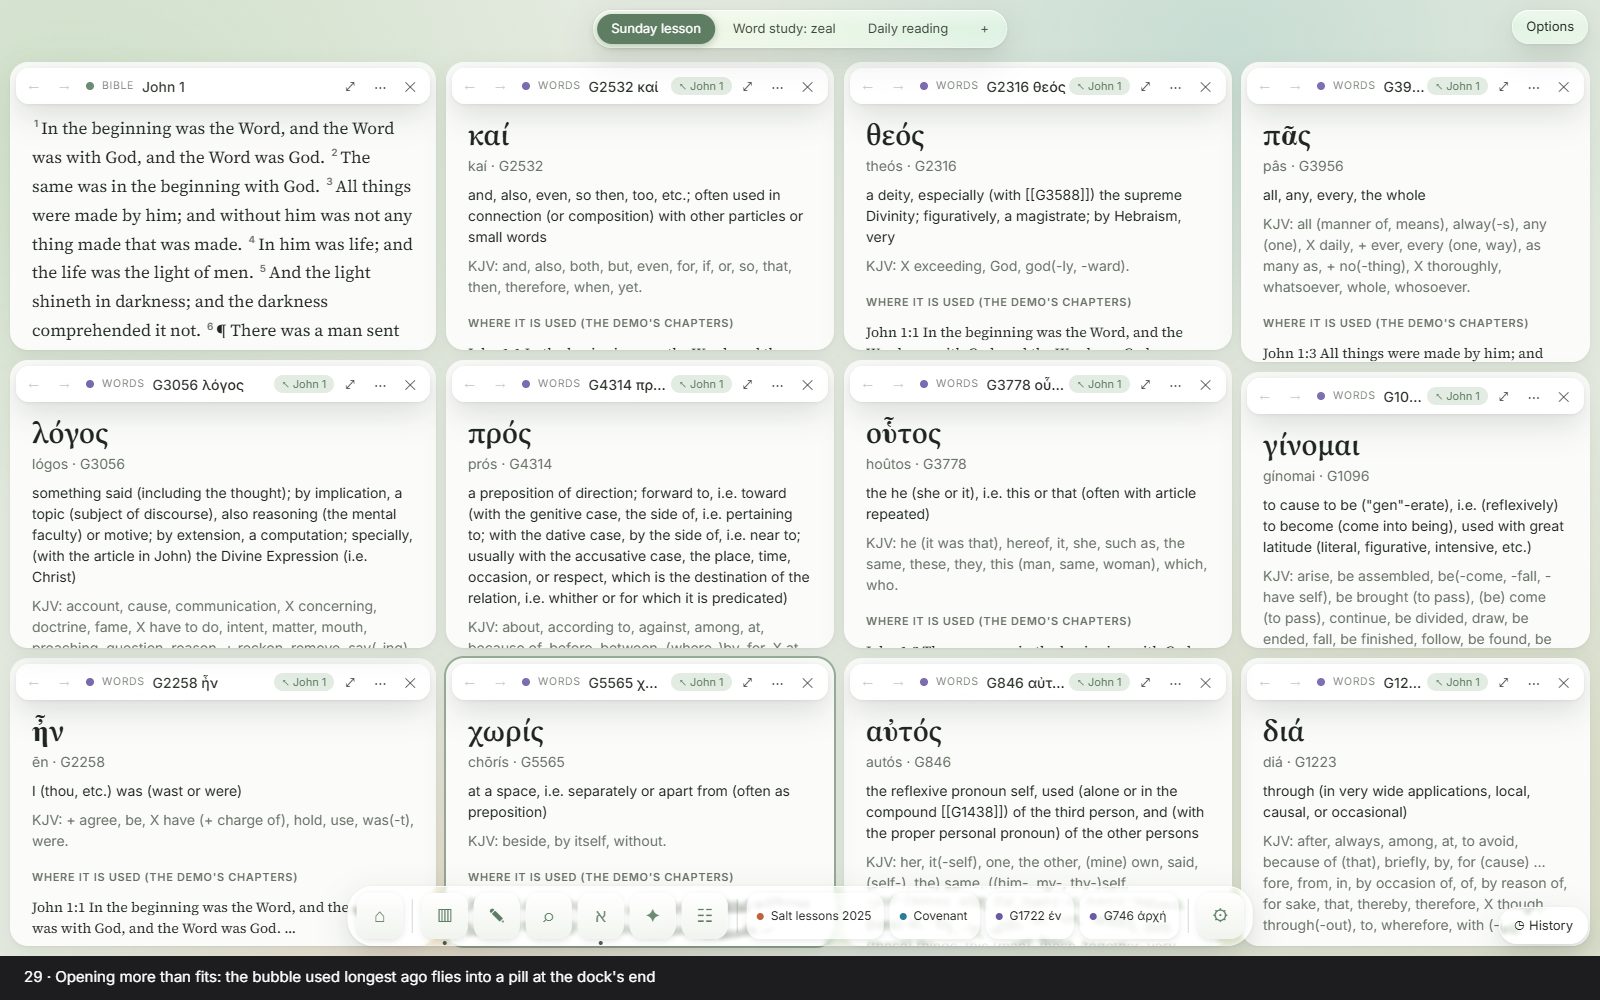 Sunday lesson
Word study: zeal
Daily reading
+
Options
← → BIBLE John 1
1 In the beginning was the Word, and the Word
was with God, and the Word was God. 2 The
same was in the beginning with God. 3 All things
were made by him; and without him was not any
thing made that was made. 4 In him was life; and
the life was the light of men. 5 And the light
shineth in darkness; and the darkness
comprehended it not. 6 ¶ There was a man sent
← → WORDS G2532 καί ↖ John 1
καί
kaí · G2532
and, also, even, so then, too, etc.; often used in
connection (or composition) with other particles or
small words
KJV: and, also, both, but, even, for, if, or, so, that,
then, therefore, when, yet.
WHERE IT IS USED (THE DEMO'S CHAPTERS)
← → WORDS G2316 θεός ↖ John 1
θεός
theós · G2316
a deity, especially (with [[G3588]]) the supreme
Divinity; figuratively, a magistrate; by Hebraism,
very
KJV: X exceeding, God, god(-ly, -ward).
WHERE IT IS USED (THE DEMO'S CHAPTERS)
John 1:1 In the beginning was the Word, and the
← → WORDS G39... ↖ John 1
πᾶς
pâs · G3956
all, any, every, the whole
KJV: all (manner of, means), alway(-s), any
(one), X daily, + ever, every (one, way), as
many as, + no(-thing), X thoroughly,
whatsoever, whole, whosoever.
WHERE IT IS USED (THE DEMO'S CHAPTERS)
John 1:3 All things were made by him; and
← → WORDS G3056 λόγος ↖ John 1
λόγος
lógos · G3056
something said (including the thought); by implication, a
topic (subject of discourse), also reasoning (the mental
faculty) or motive; by extension, a computation; specially,
(with the article in John) the Divine Expression (i.e.
Christ)
KJV: account, cause, communication, X concerning,
doctrine, fame, X have to do, intent, matter, mouth,
preaching, question, reason, + reckon, remove, say(-ing)
← → WORDS G4314 πρ... ↖ John 1
πρός
prós · G4314
a preposition of direction; forward to, i.e. toward
(with the genitive case, the side of, i.e. pertaining
to; with the dative case, by the side of, i.e. near to;
usually with the accusative case, the place, time,
occasion, or respect, which is the destination of the
relation, i.e. whither or for which it is predicated)
KJV: about, according to, against, among, at,
because of, before, between, (where-)by, for, X at
← → WORDS G3778 οὗ... ↖ John 1
οὗτος
hoûtos · G3778
the he (she or it), i.e. this or that (often with article
repeated)
KJV: he (it was that), hereof, it, she, such as, the
same, these, they, this (man, same, woman), which,
who.
WHERE IT IS USED (THE DEMO'S CHAPTERS)
← → WORDS G10... ↖ John 1
γίνομαι
gínomai · G1096
to cause to be ("gen"-erate), i.e. (reflexively)
to become (come into being), used with great
latitude (literal, figurative, intensive, etc.)
KJV: arise, be assembled, be(-come, -fall, -
have self), be brought (to pass), (be) come
(to pass), continue, be divided, draw, be
ended, fall, be finished, follow, be found, be
← → WORDS G2258 ἦν ↖ John 1
ἦν
ēn · G2258
I (thou, etc.) was (wast or were)
KJV: + agree, be, X have (+ charge of), hold, use, was(-t),
were.
WHERE IT IS USED (THE DEMO'S CHAPTERS)
John 1:1 In the beginning was the Word, and the
was with God, and the Word was God. ...
← → WORDS G5565 χ... ↖ John 1
χωρίς
chōrís · G5565
at a space, i.e. separately or apart from (often as
preposition)
KJV: beside, by itself, without.
WHERE IT IS USED (THE DEMO'S CHAPTERS)
← → WORDS G846 αὐτ... ↖ John 1
αὐτός
autós · G846
the reflexive pronoun self, used (alone or in the
compound [[G1438]]) of the third person, and (with
the proper personal pronoun) of the other persons
KJV: her, it(-self), one, the other, (mine) own, said,
(self-), the) same, ((him-, my-, thy-)self
← → WORDS G12... ↖ John 1
διά
diá · G1223
through (in very wide applications, local,
causal, or occasional)
KJV: after, always, among, at, to avoid,
because of (that), briefly, by, for (cause) ...
fore, from, in, by occasion of, of, by reason of,
for sake, that, thereby, therefore, X though
through(-out), to, wherefore, with (-
א
Salt lessons 2025
Covenant
G1722 ἐν
G746 ἀρχή
History
29 · Opening more than fits: the bubble used longest ago flies into a pill at the dock's end